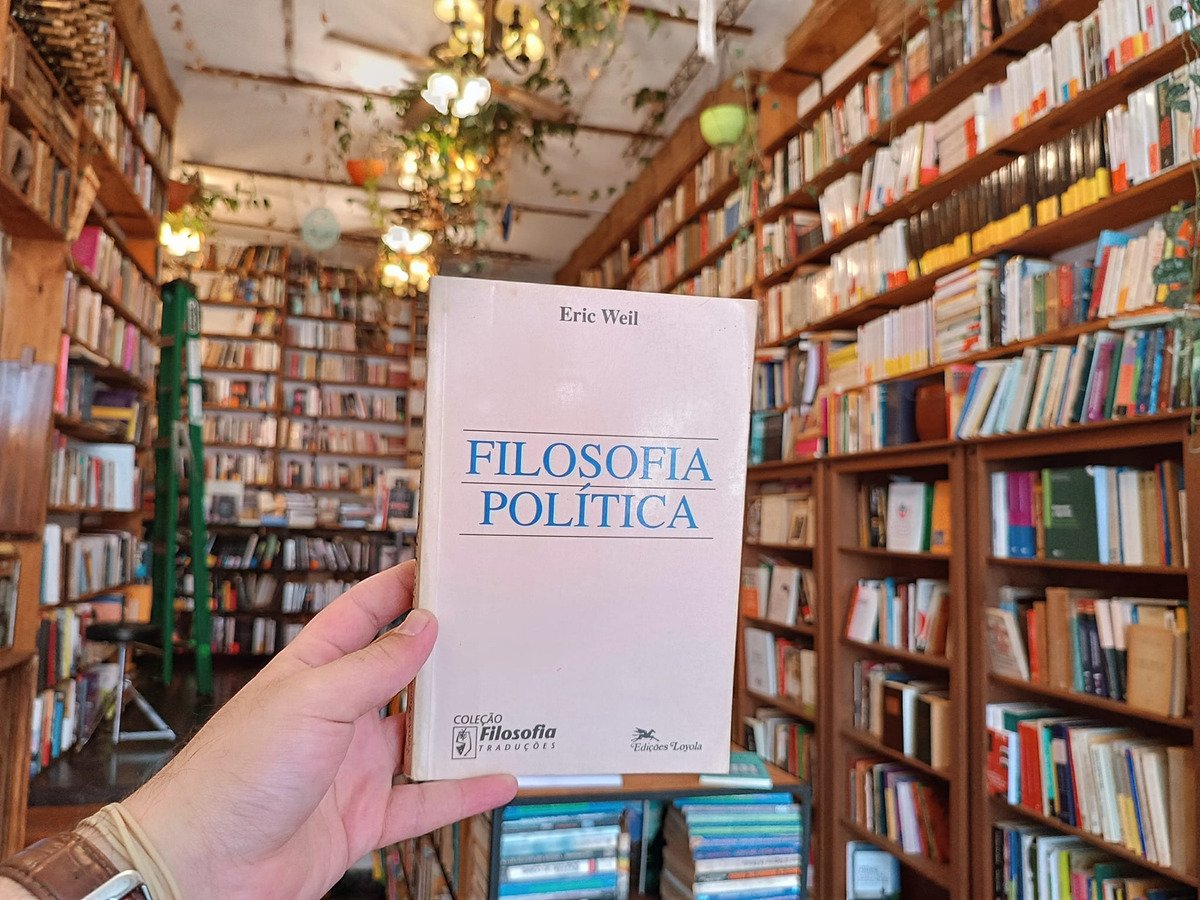 Eric Weil
FILOSOFIA
POLÍTICA
COLEÇÃO
Filosofia
TRADUÇÕES
Edições Loyola